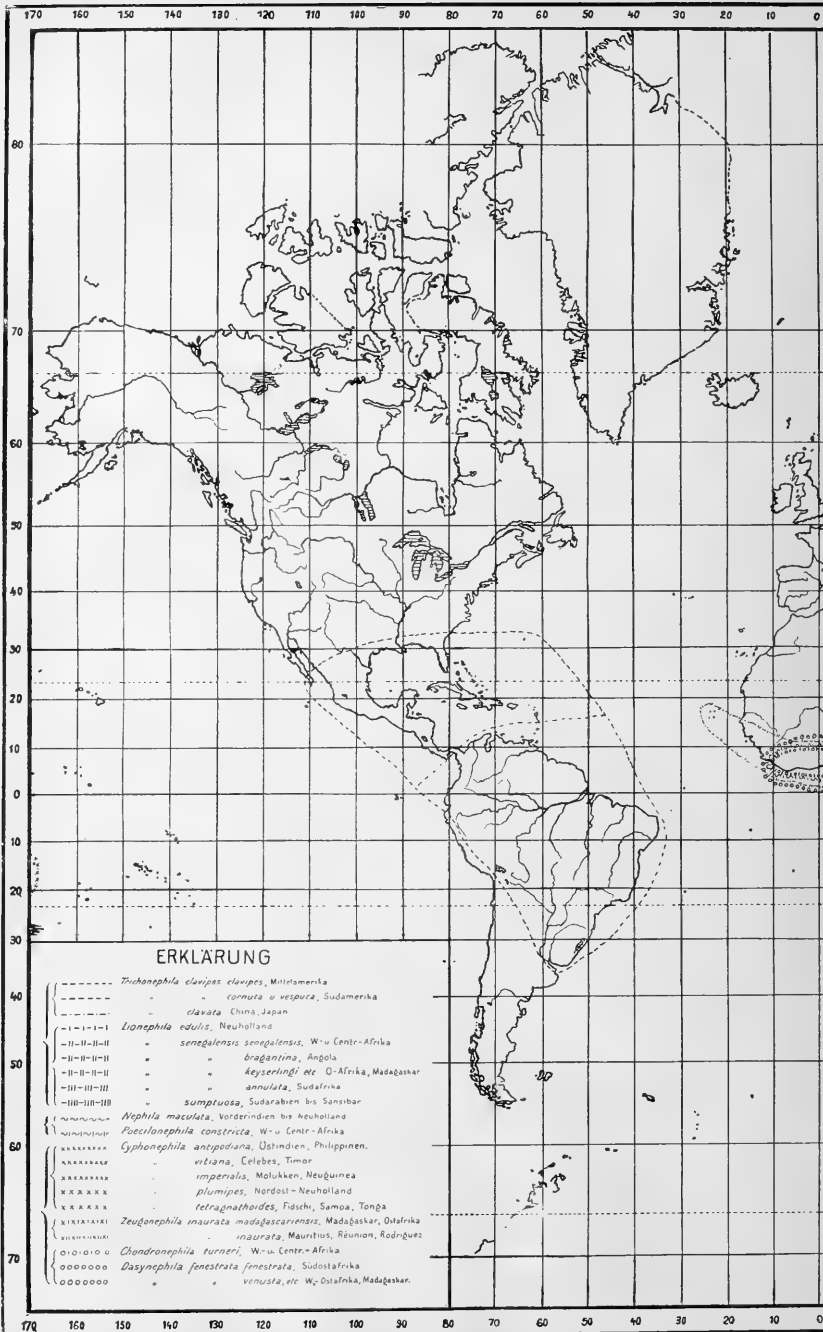 170 160 150 140 130 120 110 100 90 80 70 60 50 40 30 20 10 0
80
70
60
50
40
30
20
10
0
10
20
30
40
50
60
70
ERKLÄRUNG
Trichonephila clavipes clavipes, Mittelamerika
" " cornuta u vespuca, Südamerika
" clavata China, Japan
Lionephila edulis, Neuholland
" senegalensis senegalensis, W-u Centr-Afrika
" " bragantina, Angola
" " keyserlingi etc O-Afrika, Madagaskar
" " annulata, Südafrika
" sumptuosa, Südarabien bis Sansibar
Nephila maculata, Vorderindien bis Neuholland
Poecilonephila constricta, W-u Centr-Afrika
Cyphonephila antipodiana, Ostindien, Philippinen.
" vitiana, Celebes, Timor
" imperialis, Molukken, Neuguinea
" plumipes, Nordost-Neuholland
" tetragnathoides, Fidschi, Samoa, Tonga
Zeugonephila inaurata madagascariensis, Madagaskar, Ostafrika
" inaurata, Mauritius, Réunion, Rodriguez
Chondronephila turneri, W.-u. Centr.-Afrika
Dasynephila fenestrata fenestrata, Südostafrika
" " venusta, etc W.-Ostafrika, Madagaskar.
170 160 150 140 130 120 110 100 90 80 70 60 50 40 30 20 10 0